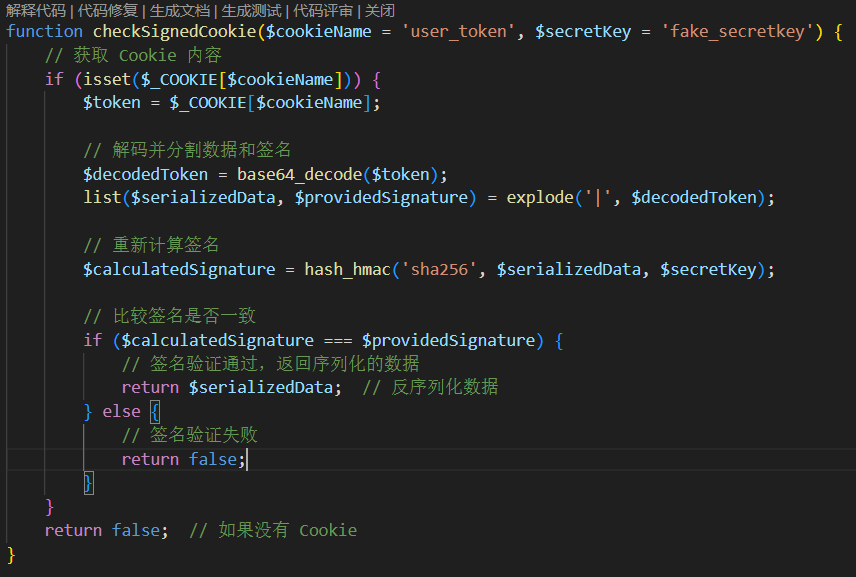 解释代码 | 代码修复 | 生成文档 | 生成测试 | 代码评审 | 关闭
function checkSignedCookie($cookieName = 'user_token', $secretKey = 'fake_secretkey') {
    // 获取 Cookie 内容
    if (isset($_COOKIE[$cookieName])) {
        $token = $_COOKIE[$cookieName];

        // 解码并分割数据和签名
        $decodedToken = base64_decode($token);
        list($serializedData, $providedSignature) = explode('|', $decodedToken);

        // 重新计算签名
        $calculatedSignature = hash_hmac('sha256', $serializedData, $secretKey);

        // 比较签名是否一致
        if ($calculatedSignature === $providedSignature) {
            // 签名验证通过，返回序列化的数据
            return $serializedData;  // 反序列化数据
        } else {
            // 签名验证失败
            return false;
        }
    }
    return false;  // 如果没有 Cookie
}